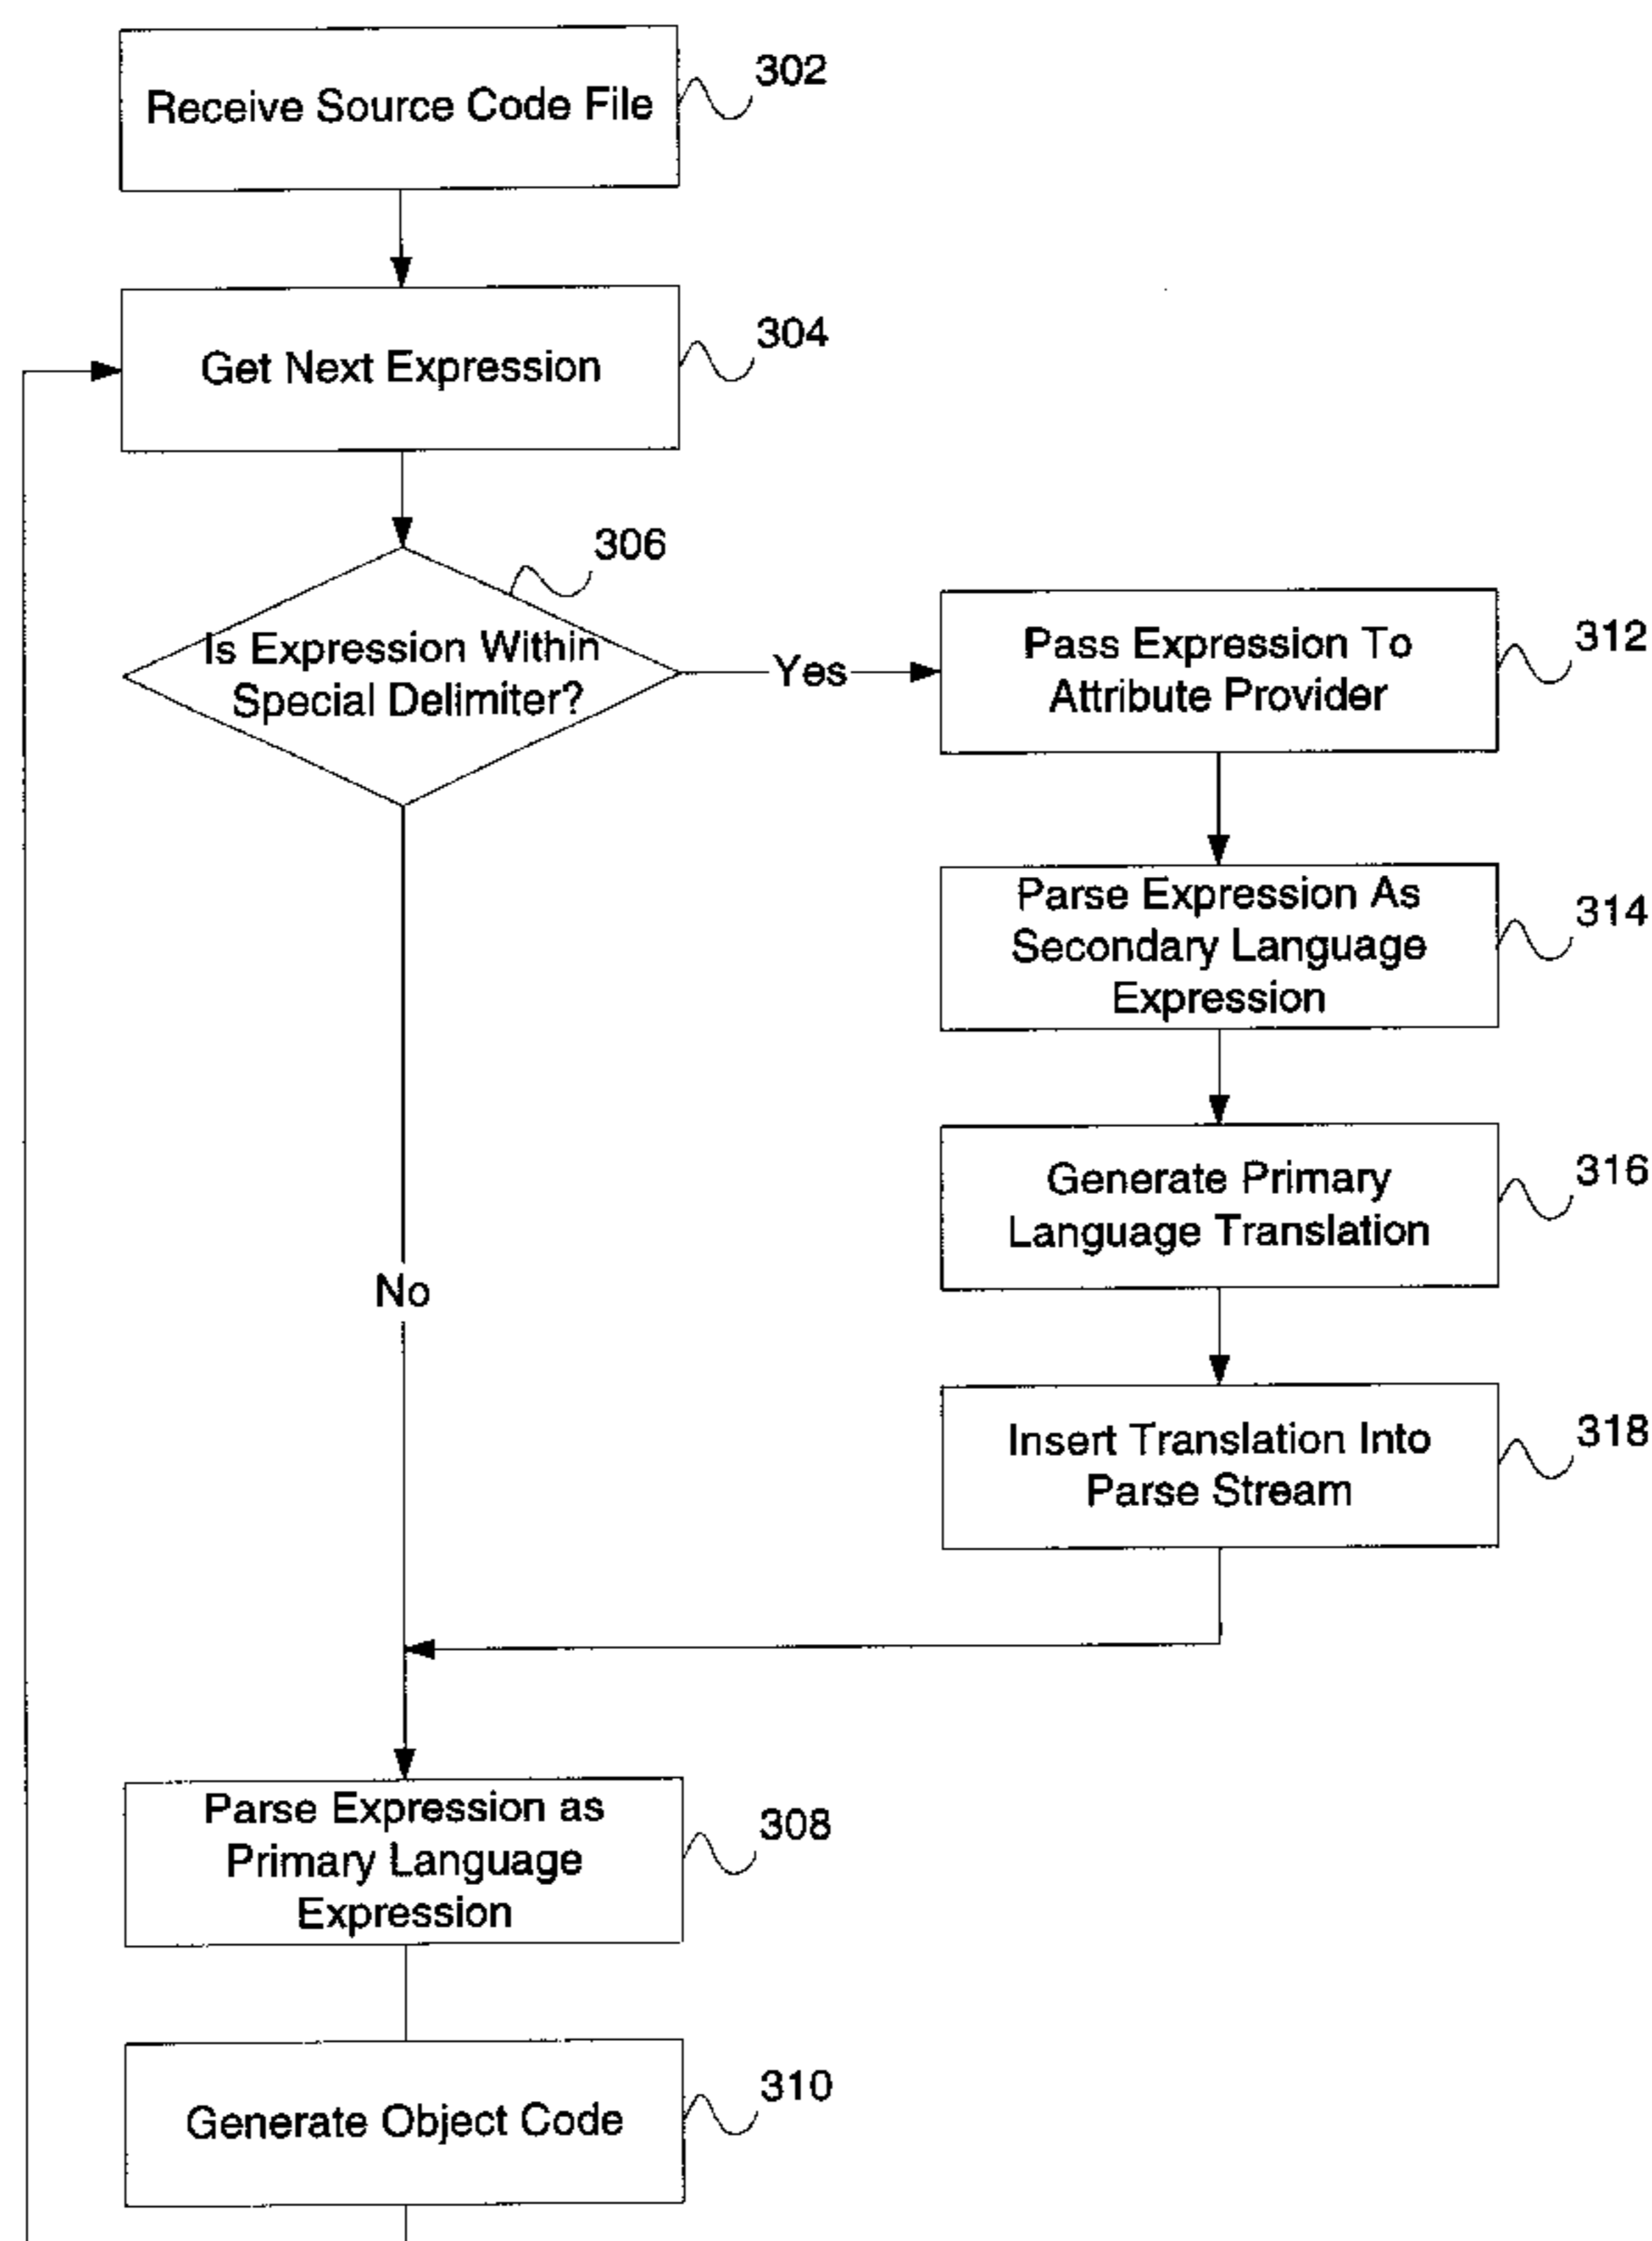 Receive Source Code File
302
Get Next Expression
304
306
Is Expression Within
Special Delimiter?
Yes
Pass Expression To
Attribute Provider
312
Parse Expression As
Secondary Language
Expression
314
Generate Primary
Language Translation
316
No
Insert Translation Into
Parse Stream
318
Parse Expression as
Primary Language
Expression
308
Generate Object Code
310